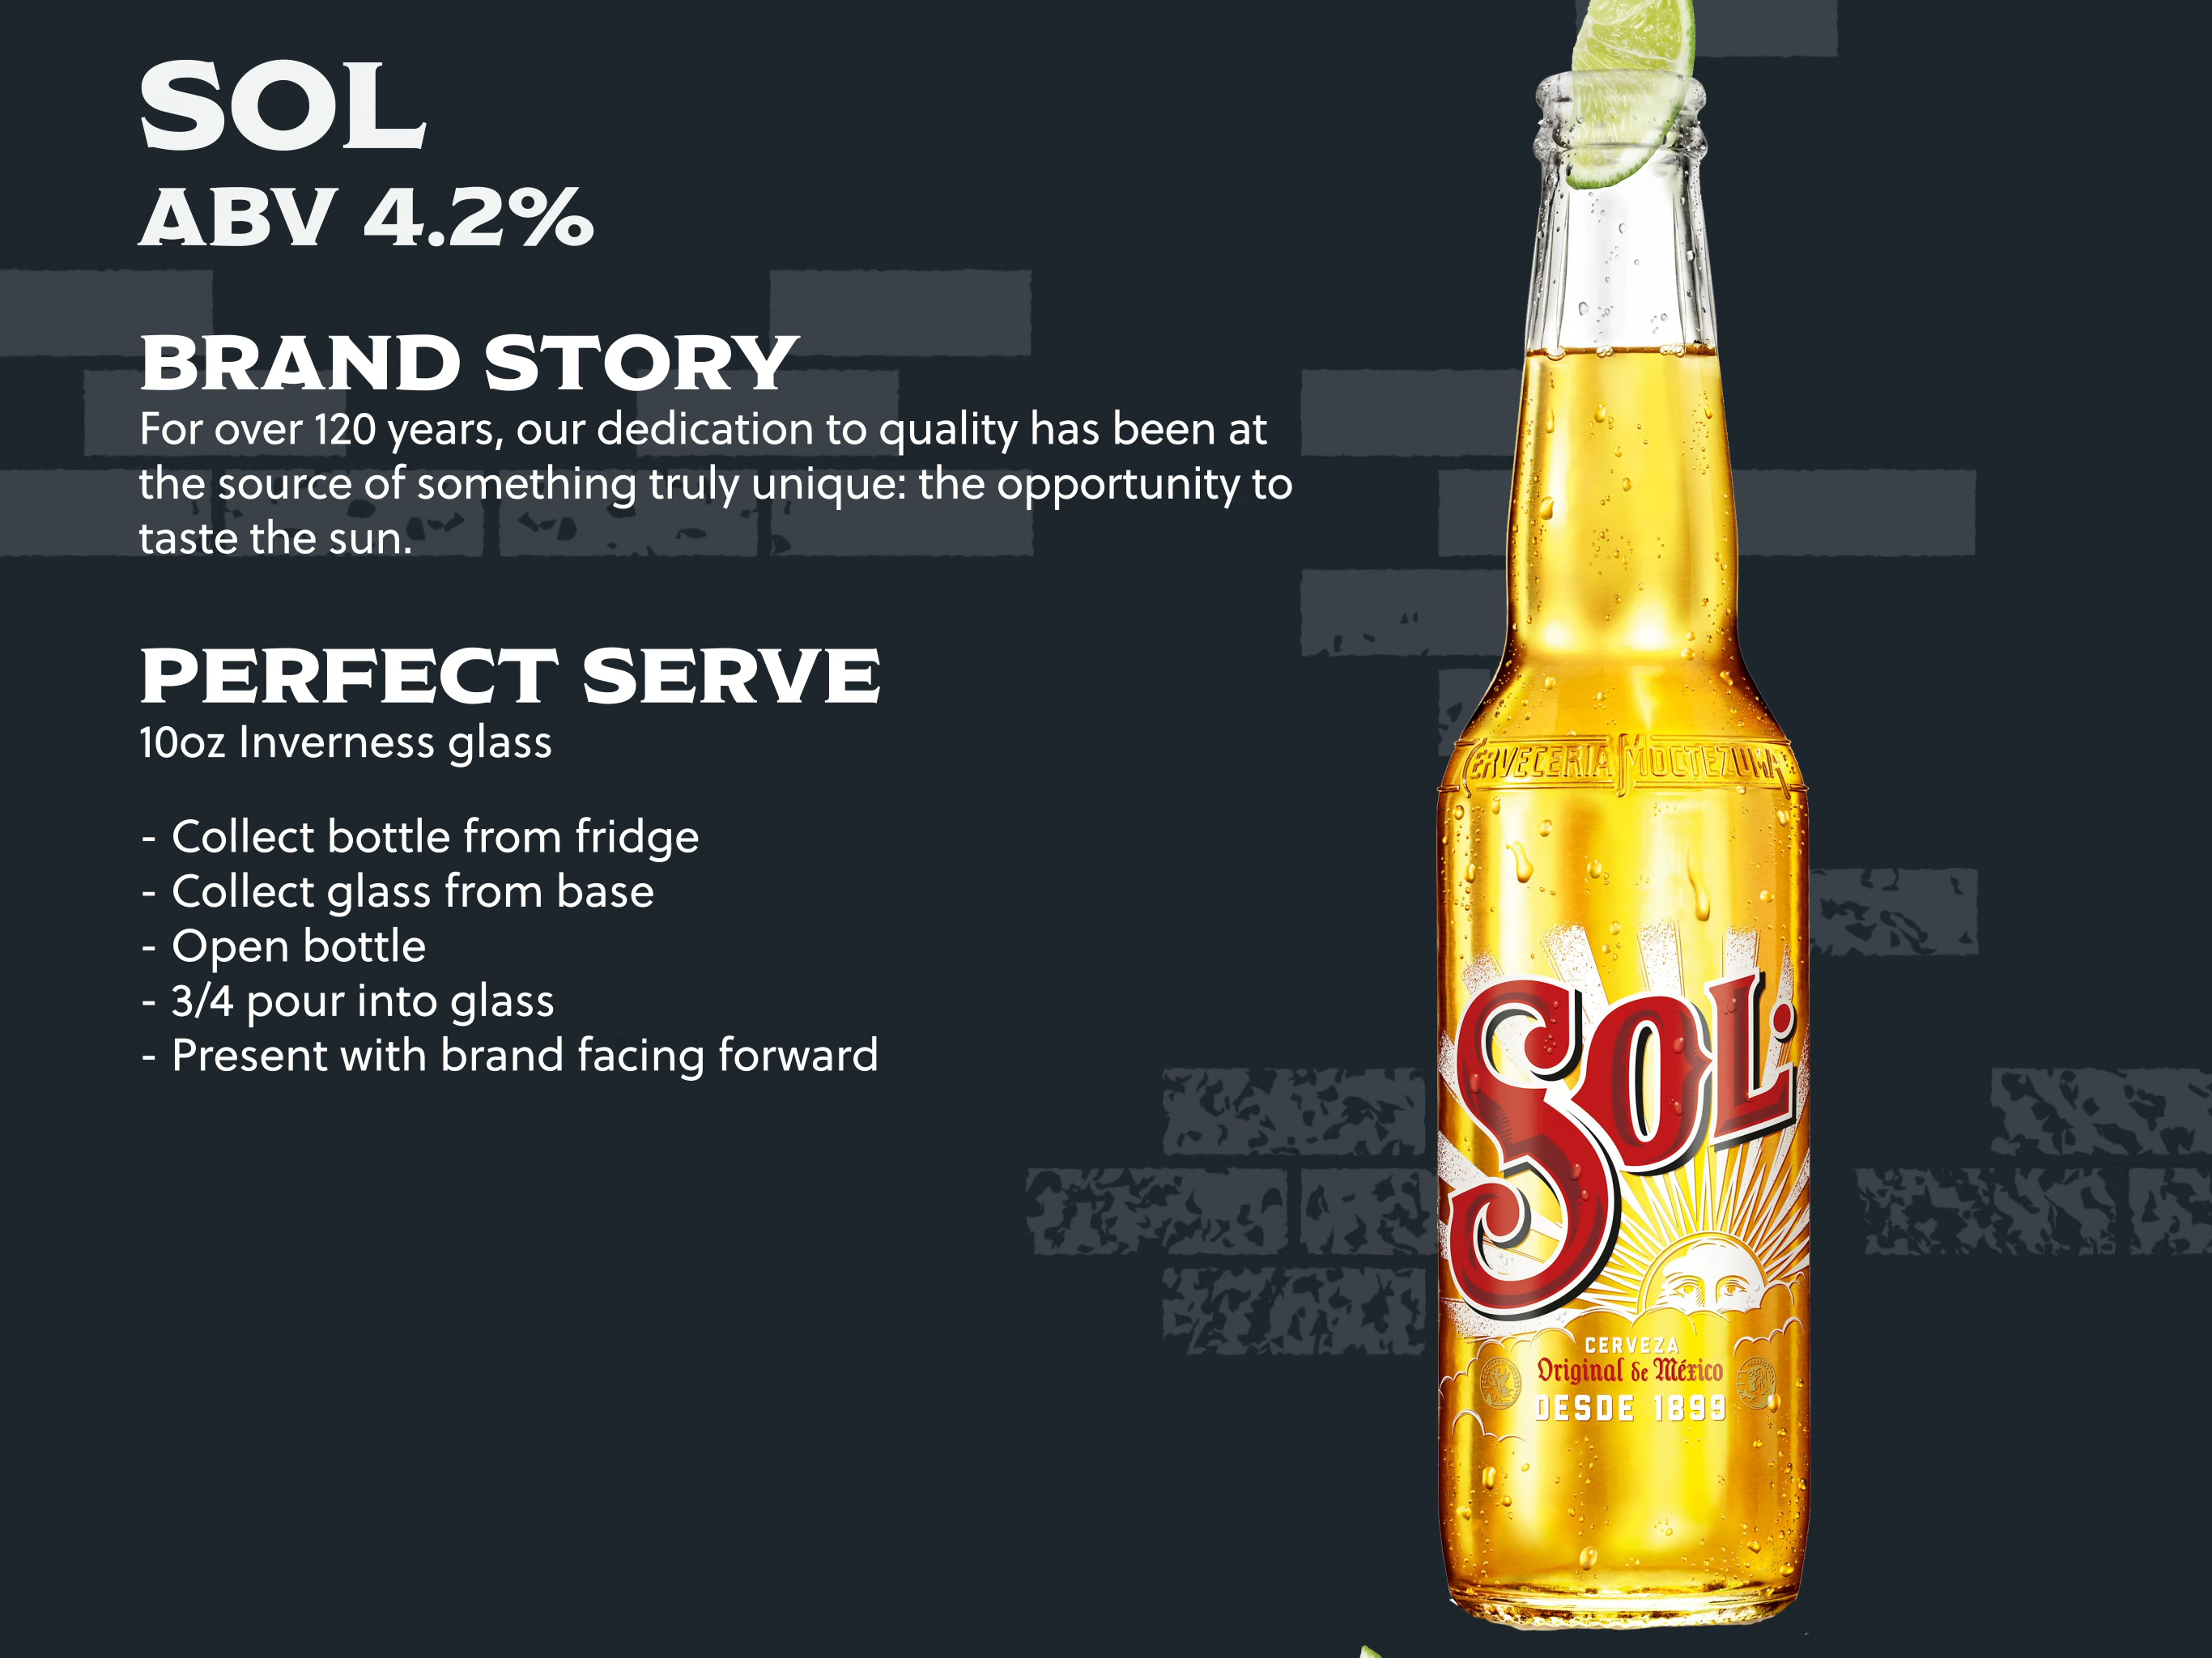 SOL
ABV 4.2%
BRAND STORY
For over 120 years, our dedication to quality has been at
the source of something truly unique: the opportunity to
taste the sun.
PERFECT SERVE
10oz Inverness glass
- Collect bottle from fridge
- Collect glass from base
- Open bottle
- 3/4 pour into glass
- Present with brand facing forward
CERVECERIA MOCTEZUMA
SOL
CERVEZA
Original de México
DESDE 1899